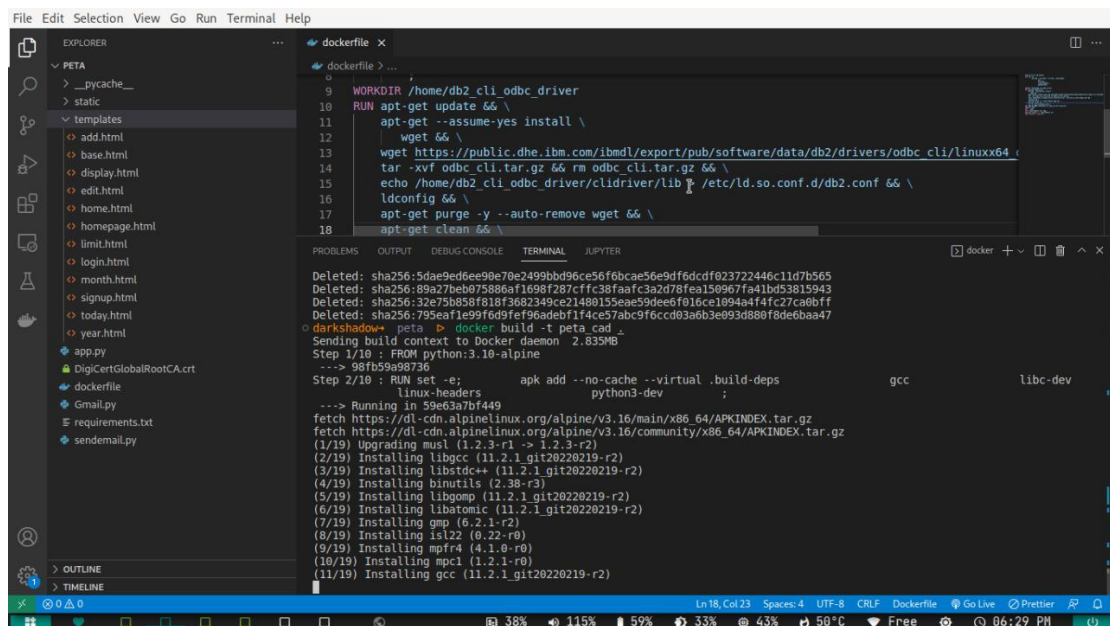 File Edit Selection View Go Run Terminal Help
EXPLORER ...
PETA
__pycache__
static
templates
add.html
base.html
display.html
edit.html
home.html
homepage.html
limit.html
login.html
month.html
signup.html
today.html
year.html
app.py
DigiCertGlobalRootCA.crt
dockerfile
Gmail.py
requirements.txt
sendemail.py
OUTLINE
TIMELINE
dockerfile ×
dockerfile > ...
8 ;
9 WORKDIR /home/db2_cli_odbc_driver
10 RUN apt-get update && \
11 apt-get --assume-yes install \
12 wget && \
13 wget https://public.dhe.ibm.com/ibmdl/export/pub/software/data/db2/drivers/odbc_cli/linuxx64_
14 tar -xvf odbc_cli.tar.gz && rm odbc_cli.tar.gz && \
15 echo /home/db2_cli_odbc_driver/clidriver/lib > /etc/ld.so.conf.d/db2.conf && \
16 ldconfig && \
17 apt-get purge -y --auto-remove wget && \
18 apt-get clean && \
PROBLEMS OUTPUT DEBUG CONSOLE TERMINAL JUPYTER docker
Deleted: sha256:5dae9ed6ee90e70e2499bbd96ce56f6bcae56e9df6dcdf023722446c11d7b565
Deleted: sha256:89a27beb075886af1698f287cffc38faafc3a2d78fea150967fa41bd53815943
Deleted: sha256:32e75b858f818f3682349ce21480155eae59dee6f016ce1094a4f4fc27ca0bff
Deleted: sha256:795eaf1e99f6d9fef96adebf1f4ce57abc9f6ccd03a6b3e093d880f8de6baa47
darkshadow→ peta ▷ docker build -t peta_cad .
Sending build context to Docker daemon 2.835MB
Step 1/10 : FROM python:3.10-alpine
---> 98fb59a98736
Step 2/10 : RUN set -e; apk add --no-cache --virtual .build-deps gcc libc-dev
linux-headers python3-dev ;
---> Running in 59e63a7bf449
fetch https://dl-cdn.alpinelinux.org/alpine/v3.16/main/x86_64/APKINDEX.tar.gz
fetch https://dl-cdn.alpinelinux.org/alpine/v3.16/community/x86_64/APKINDEX.tar.gz
(1/19) Upgrading musl (1.2.3-r1 -> 1.2.3-r2)
(2/19) Installing libgcc (11.2.1_git20220219-r2)
(3/19) Installing libstdc++ (11.2.1_git20220219-r2)
(4/19) Installing binutils (2.38-r3)
(5/19) Installing libgomp (11.2.1_git20220219-r2)
(6/19) Installing libatomic (11.2.1_git20220219-r2)
(7/19) Installing gmp (6.2.1-r2)
(8/19) Installing isl22 (0.22-r0)
(9/19) Installing mpfr4 (4.1.0-r0)
(10/19) Installing mpc1 (1.2.1-r0)
(11/19) Installing gcc (11.2.1_git20220219-r2)
1
0 0 Ln 18, Col 23 Spaces: 4 UTF-8 CRLF Dockerfile Go Live Prettier
38% 115% 59% 33% 43% 50°C Free 06:29 PM